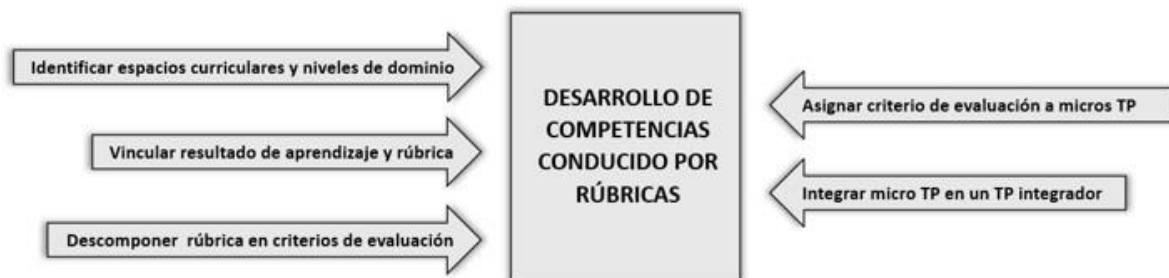 Identificar espacios curriculares y niveles de dominio
Vincular resultado de aprendizaje y rúbrica
Descomponer rúbrica en criterios de evaluación
DESARROLLO DE
COMPETENCIAS
CONDUCIDO POR
RÚBRICAS
Asignar criterio de evaluación a micros TP
Integrar micro TP en un TP integrador